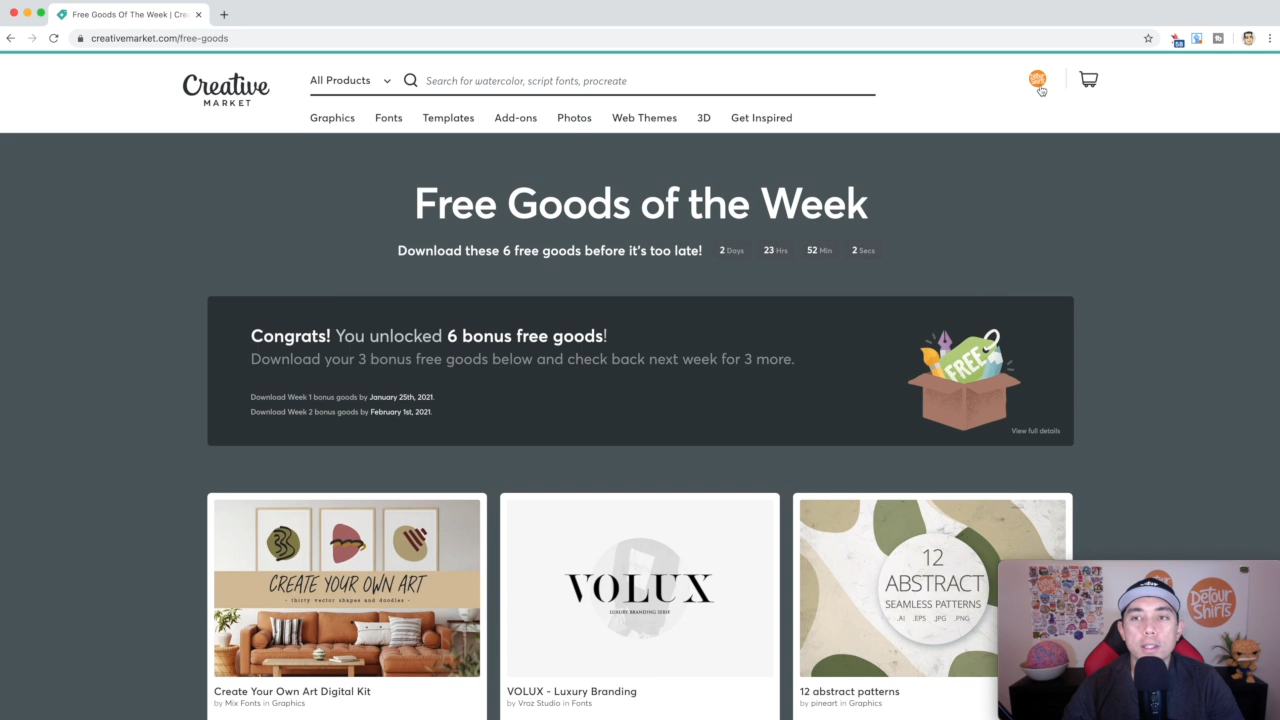 Free Goods Of The Week | Crea
creativemarket.com/free-goods
68
Creative
MARKET
All Products
Search for watercolor, script fonts, procreate
Graphics Fonts Templates Add-ons Photos Web Themes 3D Get Inspired
Free Goods of the Week
Download these 6 free goods before it's too late! 2 Days 23 Hrs 52 Min 2 Secs
Congrats! You unlocked 6 bonus free goods!
Download your 3 bonus free goods below and check back next week for 3 more.
Download Week 1 bonus goods by January 25th, 2021.
Download Week 2 bonus goods by February 1st, 2021.
FREE
View full details
CREATE YOUR OWN ART
- thirty vector shapes and doodles -
VOLUX
LUXURY BRANDING SERIF
12
ABSTRACT
SEAMLESS PATTERNS
.AI .EPS .JPG .PNG
Create Your Own Art Digital Kit
by Mix Fonts in Graphics
VOLUX - Luxury Branding
by Vroz Studio in Fonts
12 abstract patterns
by pineart in Graphics
DETOUR
SHIRTS